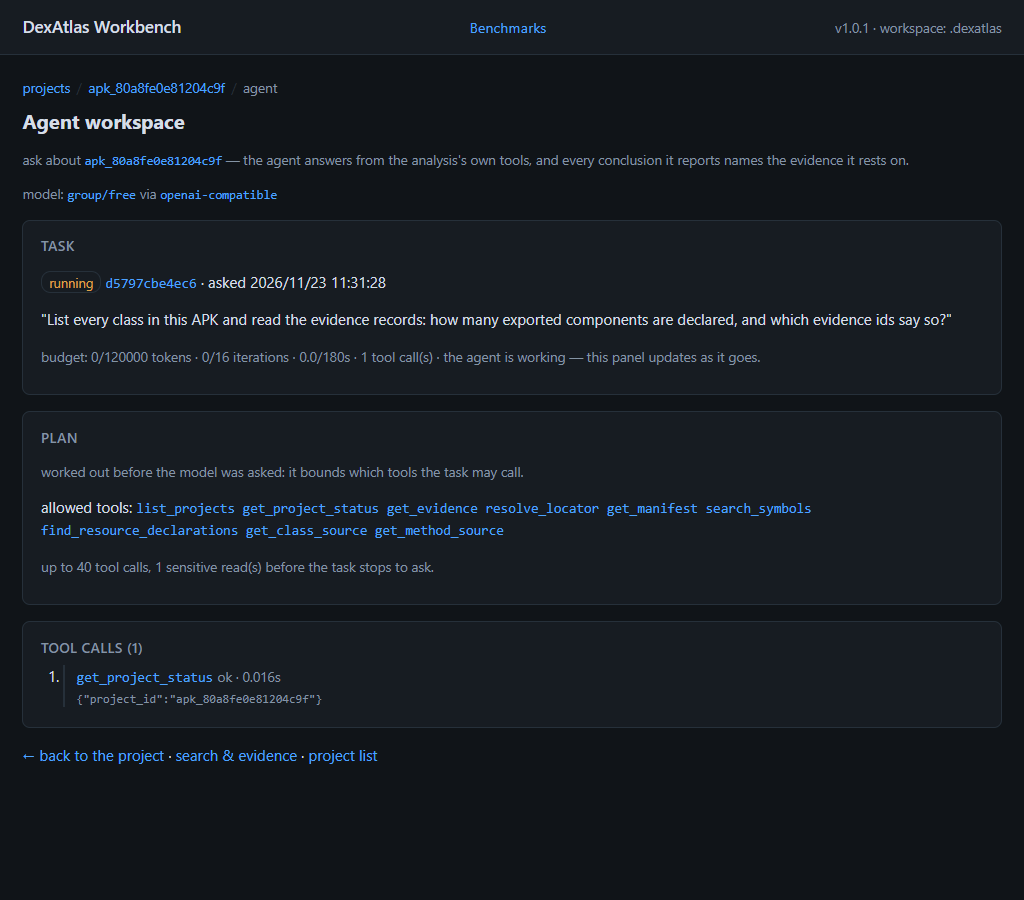 DexAtlas Workbench
Benchmarks
v1.0.1 · workspace: .dexatlas
projects / apk_80a8fe0e81204c9f / agent
Agent workspace
ask about apk_80a8fe0e81204c9f — the agent answers from the analysis's own tools, and every conclusion it reports names the evidence it rests on.
model: group/free via openai-compatible
TASK
running d5797cbe4ec6 · asked 2026/11/23 11:31:28
"List every class in this APK and read the evidence records: how many exported components are declared, and which evidence ids say so?"
budget: 0/120000 tokens · 0/16 iterations · 0.0/180s · 1 tool call(s) · the agent is working — this panel updates as it goes.
PLAN
worked out before the model was asked: it bounds which tools the task may call.
allowed tools: list_projects get_project_status get_evidence resolve_locator get_manifest search_symbols
find_resource_declarations get_class_source get_method_source
up to 40 tool calls, 1 sensitive read(s) before the task stops to ask.
TOOL CALLS (1)
1. get_project_status ok · 0.016s
{"project_id":"apk_80a8fe0e81204c9f"}
← back to the project · search & evidence · project list